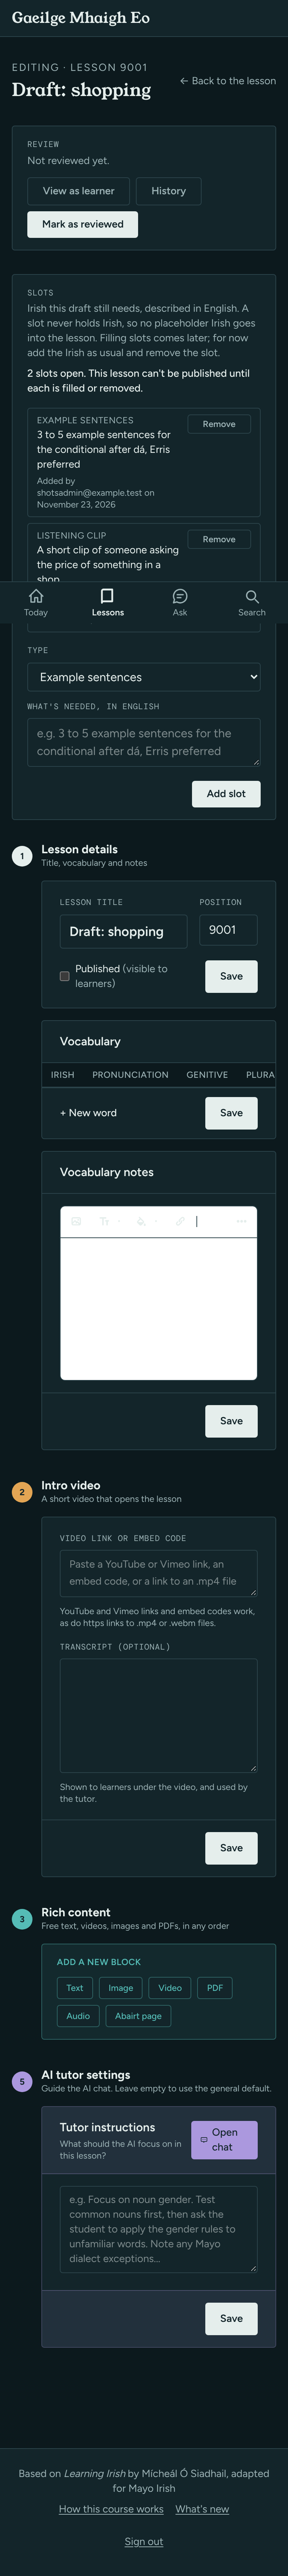 Gaeilge Mhaigh Eo
EDITING · LESSON 9001
Draft: shopping
← Back to the lesson
REVIEW
Not reviewed yet.
View as learner
History
Mark as reviewed
SLOTS
Irish this draft still needs, described in English. A
slot never holds Irish, so no placeholder Irish goes
into the lesson. Filling slots comes later; for now
add the Irish as usual and remove the slot.
2 slots open. This lesson can't be published until
each is filled or removed.
EXAMPLE SENTENCES
Remove
3 to 5 example sentences for
the conditional after dá, Erris
preferred
Added by
shotsadmin@example.test on
November 23, 2026
LISTENING CLIP
Remove
A short clip of someone asking
the price of something in a
shop
Today
Lessons
Ask
Search
TYPE
Example sentences
WHAT'S NEEDED, IN ENGLISH
e.g. 3 to 5 example sentences for the
conditional after dá, Erris preferred
Add slot
1
Lesson details
Title, vocabulary and notes
LESSON TITLE
POSITION
Draft: shopping
9001
Published (visible to
learners)
Save
Vocabulary
IRISH
PRONUNCIATION
GENITIVE
PLURA
+ New word
Save
Vocabulary notes
Save
2
Intro video
A short video that opens the lesson
VIDEO LINK OR EMBED CODE
Paste a YouTube or Vimeo link, an
embed code, or a link to an .mp4 file
YouTube and Vimeo links and embed codes work,
as do https links to .mp4 or .webm files.
TRANSCRIPT (OPTIONAL)
Shown to learners under the video, and used by
the tutor.
Save
3
Rich content
Free text, videos, images and PDFs, in any order
ADD A NEW BLOCK
Text
Image
Video
PDF
Audio
Abairt page
5
AI tutor settings
Guide the AI chat. Leave empty to use the general default.
Tutor instructions
What should the AI focus on in
this lesson?
Open
chat
e.g. Focus on noun gender. Test
common nouns first, then ask the
student to apply the gender rules to
unfamiliar words. Note any Mayo
dialect exceptions...
Save
Based on Learning Irish by Mícheál Ó Siadhail, adapted
for Mayo Irish
How this course works
What's new
Sign out